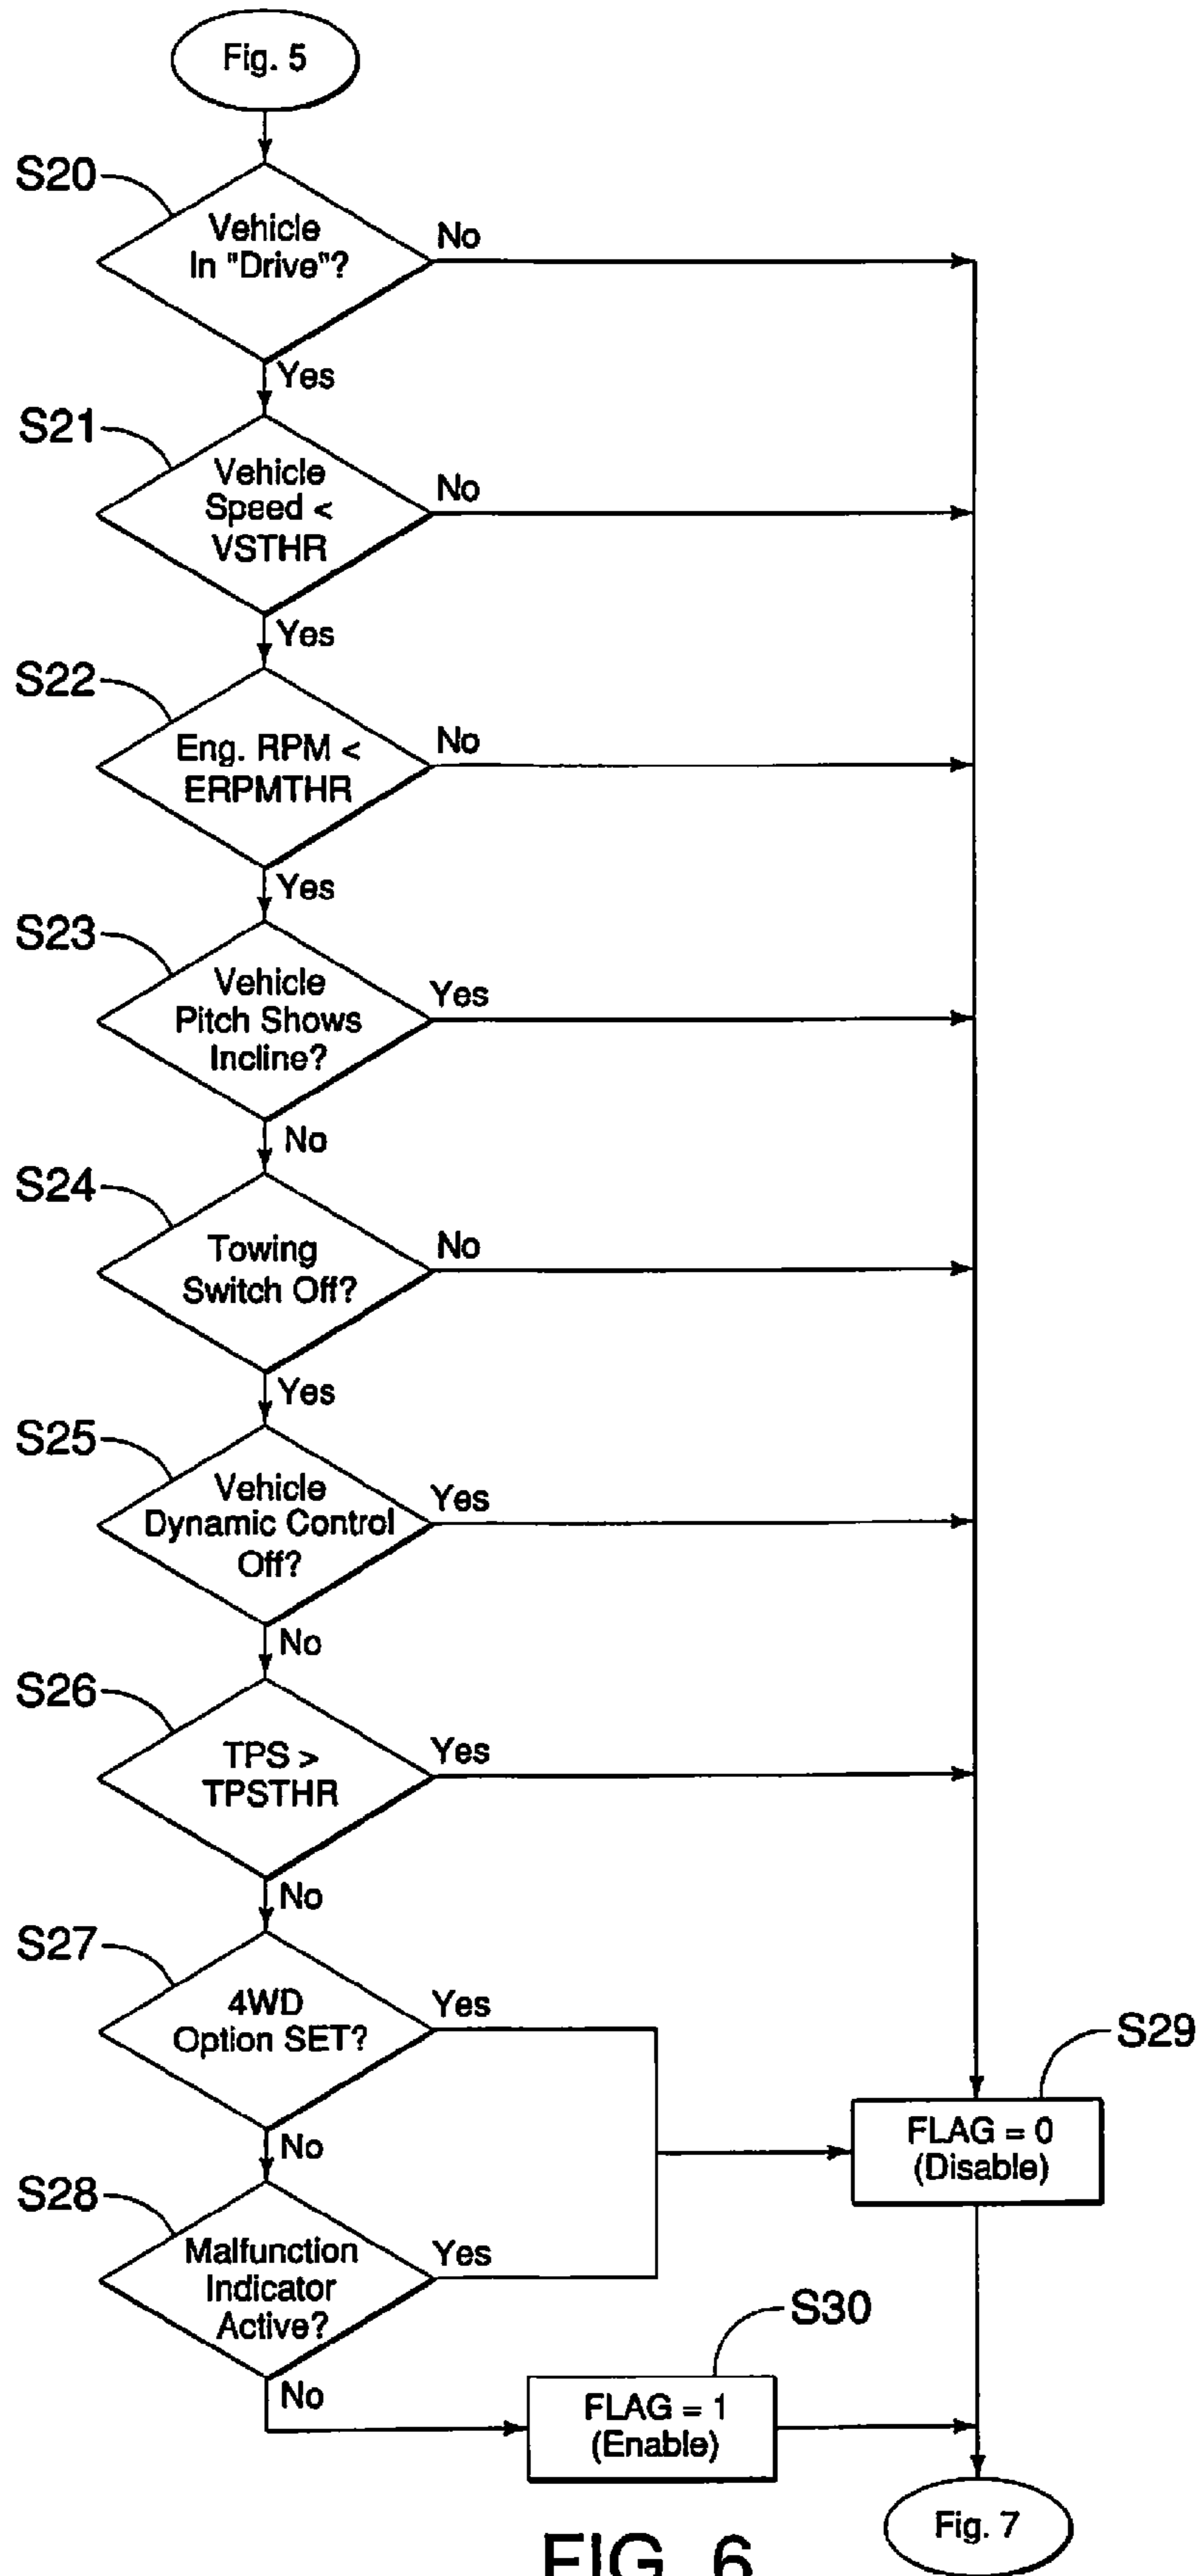 Fig. 5
S20
Vehicle
In "Drive"?
No
Yes
S21
Vehicle
Speed <
VSTHR
No
Yes
S22
Eng. RPM <
ERPMTHR
No
Yes
S23
Vehicle
Pitch Shows
Incline?
Yes
No
S24
Towing
Switch Off?
No
Yes
S25
Vehicle
Dynamic Control
Off?
Yes
No
S26
TPS >
TPSTHR
Yes
No
S27
4WD
Option SET?
Yes
No
S29
FLAG = 0
(Disable)
S28
Malfunction
Indicator
Active?
Yes
No
S30
FLAG = 1
(Enable)
Fig. 7
FIG. 6